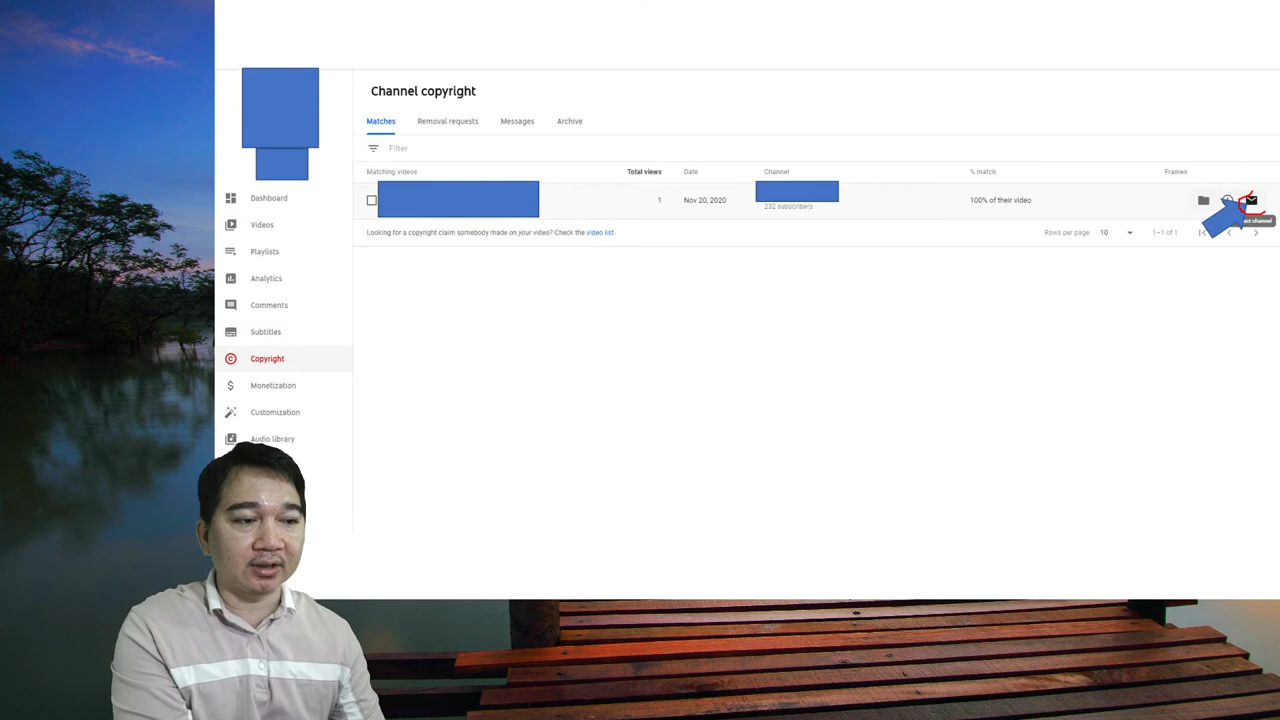 Channel copyright
Matches Removal requests Messages Archive
Filter
Matching videos Total views Date Channel % match Frames
1 Nov 20, 2020 232 subscribers 100% of their video
channel
Looking for a copyright claim somebody made on your video? Check the video list. Rows per page: 10 1–1 of 1
Dashboard
Videos
Playlists
Analytics
Comments
Subtitles
Copyright
Monetization
Customization
Audio library